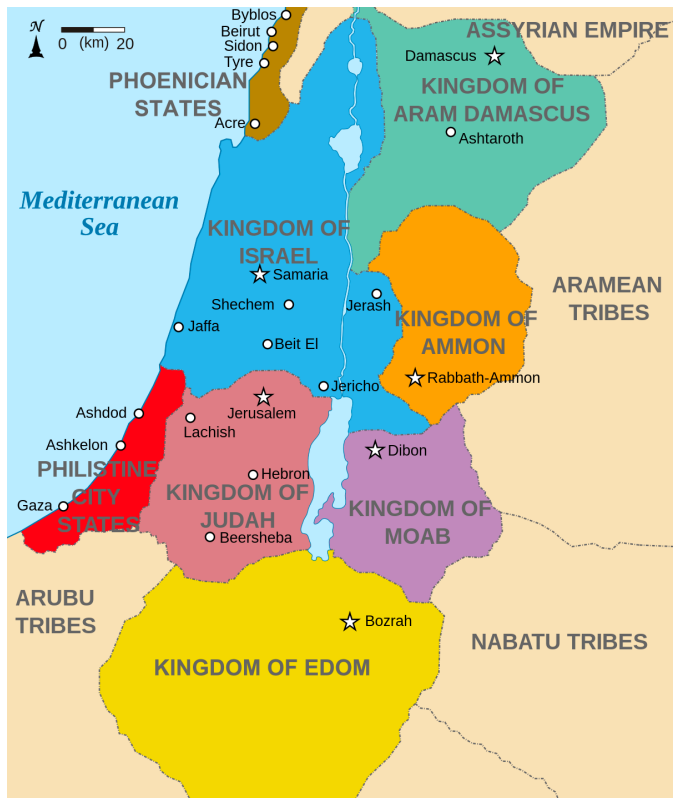 N
0 (km) 20
Byblos
Beirut
Sidon
Tyre
ASSYRIAN EMPIRE
Damascus
PHOENICIAN
STATES
KINGDOM OF
ARAM DAMASCUS
Acre
Ashtaroth
Mediterranean
Sea
KINGDOM OF
ISRAEL
Samaria
ARAMEAN
TRIBES
Shechem
Jerash
Jaffa
KINGDOM OF
AMMON
Beit El
Rabbath-Ammon
Jericho
Ashdod
Jerusalem
Lachish
Ashkelon
Dibon
PHILISTINE
CITY
STATES
Hebron
Gaza
KINGDOM OF
JUDAH
KINGDOM OF
MOAB
Beersheba
ARUBU
TRIBES
Bozrah
NABATU TRIBES
KINGDOM OF EDOM